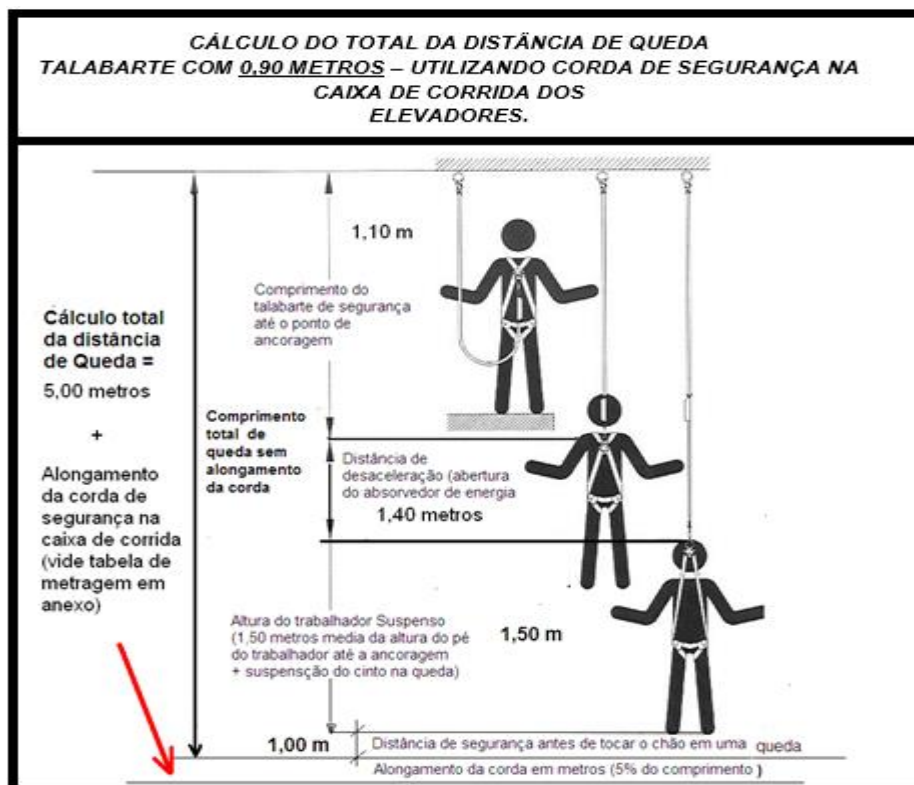 CÁLCULO DO TOTAL DA DISTÂNCIA DE QUEDA
TALABARTE COM 0,90 METROS – UTILIZANDO CORDA DE SEGURANÇA NA
CAIXA DE CORRIDA DOS
ELEVADORES.
1,10 m
Comprimento do
talabarte de segurança
até o ponto de
ancoragem
Cálculo total
da distância
de Queda =
5,00 metros
+
Alongamento
da corda de
segurança na
caixa de corrida
(vide tabela de
metragem em
anexo)
Comprimento
total de
queda sem
alongamento
da corda
Distância de
desaceleração (abertura
do absorvedor de energia
1,40 metros
Altura do trabalhador Suspenso
(1,50 metros media da altura do pé
do trabalhador até a ancoragem
+ suspensção do cinto na queda)
1,50 m
1,00 m
Distância de segurança antes de tocar o chão em uma queda
Alongamento da corda em metros (5% do comprimento )